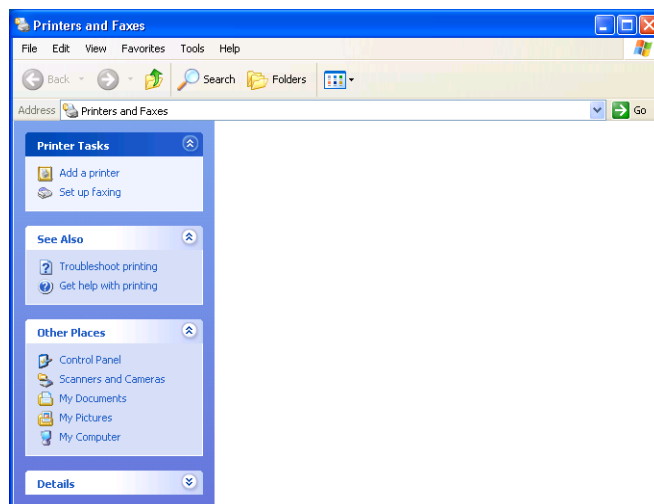 Printers and Faxes
File Edit View Favorites Tools Help
Back Search Folders
Address Printers and Faxes Go
Printer Tasks
Add a printer
Set up faxing
See Also
Troubleshoot printing
Get help with printing
Other Places
Control Panel
Scanners and Cameras
My Documents
My Pictures
My Computer
Details